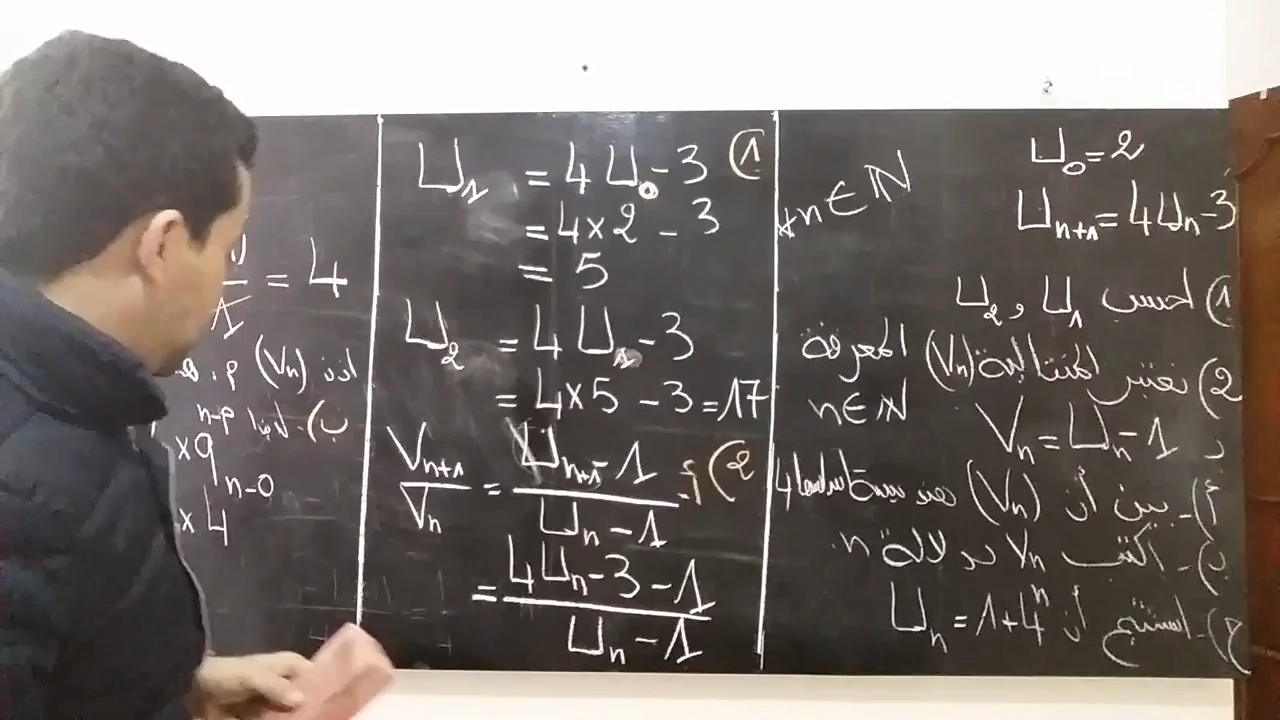 U₀ = 2
Uₙ₊₁ = 4Uₙ - 3
∀n ∈ ℕ
1) احسب U₁ و U₂
2) نعتبر المتتالية (Vₙ) المعرفة
بـ Vₙ = Uₙ - 1 n ∈ ℕ
أ)- بين أن (Vₙ) هندسية أساسها 4
ب)- اكتب Vₙ بدلالة n
ج)- استنتج أن Uₙ = 1 + 4ⁿ
1) U₁ = 4U₀ - 3
= 4 × 2 - 3
= 5
U₂ = 4U₁ - 3
= 4 × 5 - 3 = 17
2) أ- Vₙ₊₁ / Vₙ = (Uₙ₊₁ - 1) / (Uₙ - 1)
= (4Uₙ - 3 - 1) / (Uₙ - 1)
= 4
اذن (Vₙ) م. هـ
ب)- لدينا n-p
× q
n-0
× 4